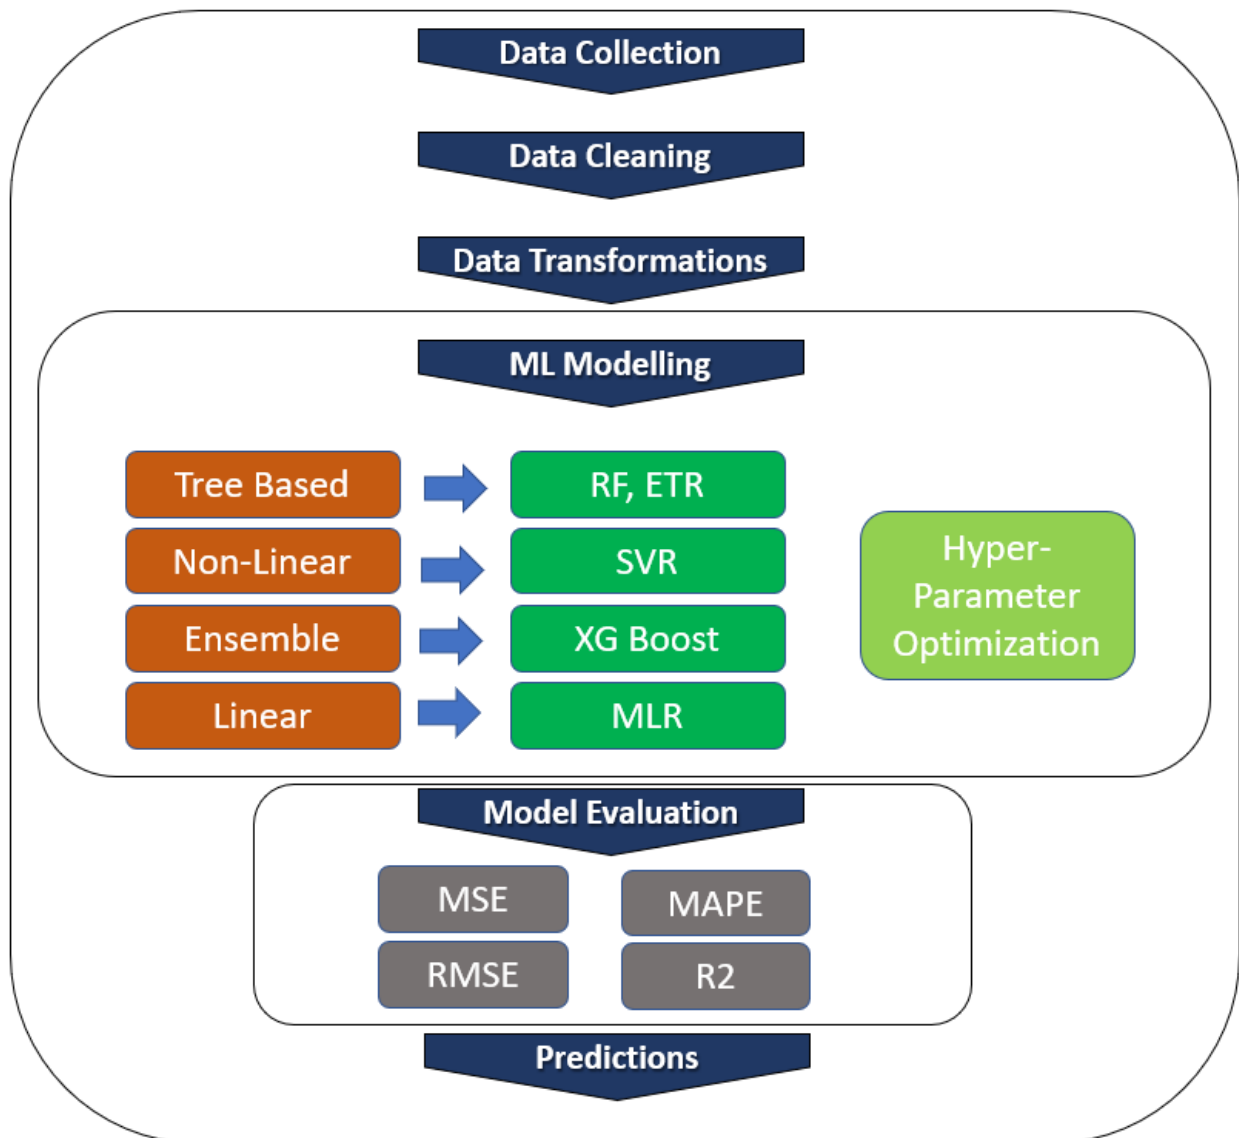 Data Collection
Data Cleaning
Data Transformations
ML Modelling
Tree Based
RF, ETR
Non-Linear
SVR
Ensemble
XG Boost
Linear
MLR
Hyper-
Parameter
Optimization
Model Evaluation
MSE
MAPE
RMSE
R2
Predictions